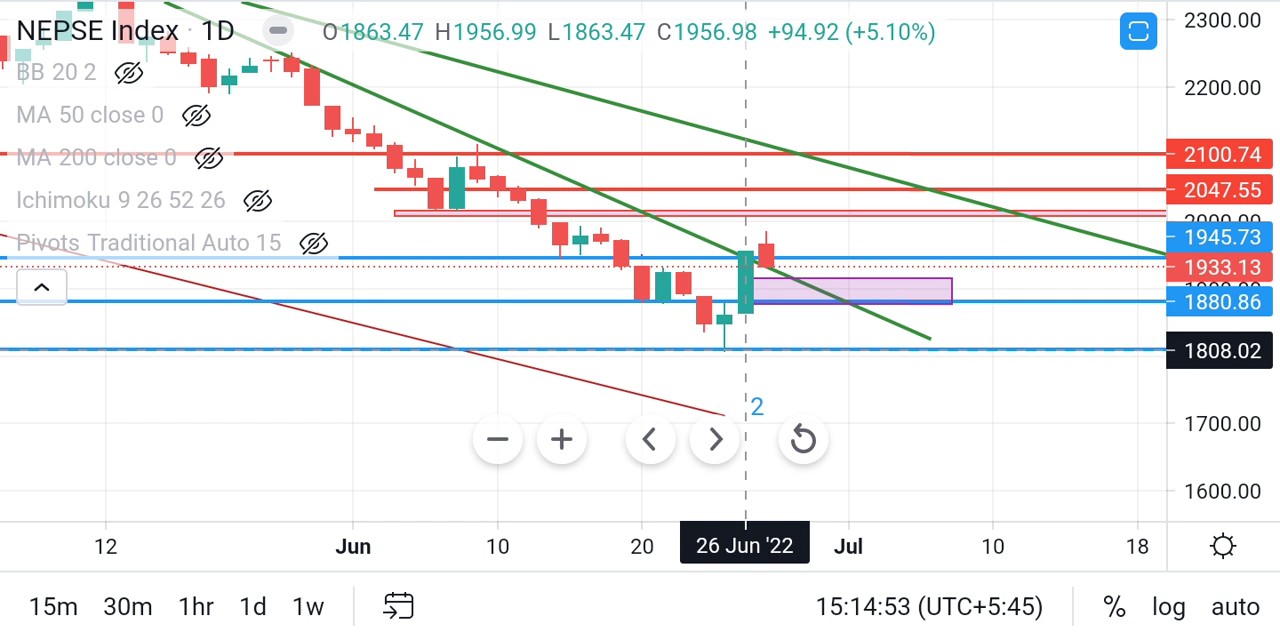 NEPSE Index · 1D O1863.47 H1956.99 L1863.47 C1956.98 +94.92 (+5.10%)
BB 20 2
MA 50 close 0
MA 200 close 0
Ichimoku 9 26 52 26
Pivots Traditional Auto 15
2300.00
2200.00
2100.74
2047.55
2000.00
1945.73
1933.13
1880.86
1808.02
1700.00
1600.00
2
12 Jun 10 20 26 Jun '22 Jul 10 18
15m 30m 1hr 1d 1w 15:14:53 (UTC+5:45) % log auto